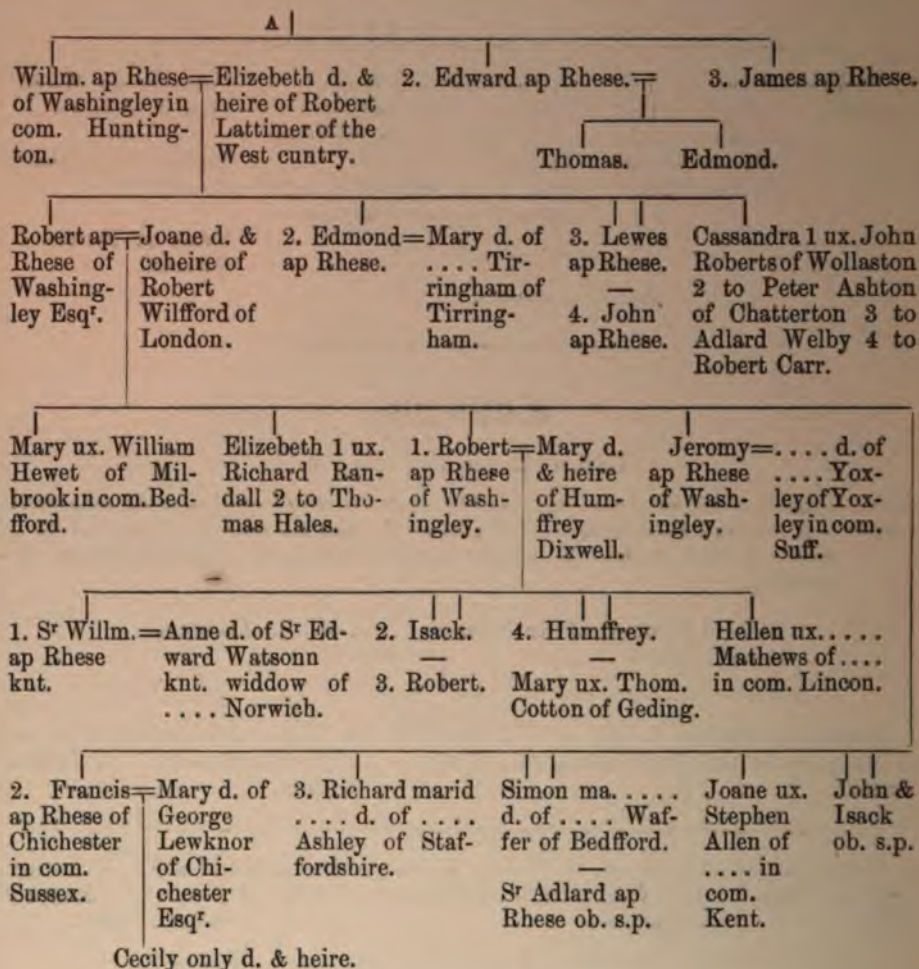 A
Willm. ap Rhese=Elizebeth d. & 2. Edward ap Rhese.= 3. James ap Rhese.
of Washingley in heire of Robert
com. Hunting- Lattimer of the
ton. West cuntry. Thomas. Edmond.
Robert ap=Joane d. & 2. Edmond=Mary d. of 3. Lewes Cassandra 1 ux. John
Rhese of coheire of ap Rhese. .... Tir- ap Rhese. Roberts of Wollaston
Washing- Robert ringham of — 2 to Peter Ashton
ley Esqr. Wilfford of Tirring- 4. John of Chatterton 3 to
London. ham. ap Rhese. Adlard Welby 4 to
Robert Carr.
Mary ux. William Elizebeth 1 ux. 1. Robert=Mary d. Jeromy=.... d. of
Hewet of Mil- Richard Ran- ap Rhese & heire ap Rhese .... Yox-
brook in com. Bed- dall 2 to Tho- of Wash- of Hum- of Wash- ley of Yox-
fford. mas Hales. ingley. ffrey ingley. ley in com.
Dixwell. Suff.
1. Sr Willm.=Anne d. of Sr Ed- 2. Isack. 4. Humffrey. Hellen ux.....
ap Rhese ward Watsonn — — Mathews of ....
knt. knt. widdow of 3. Robert. Mary ux. Thom. in com. Lincon.
.... Norwich. Cotton of Geding.
2. Francis=Mary d. of 3. Richard marid Simon ma..... Joane ux. John &
ap Rhese of George .... d. of .... d. of .... Waf- Stephen Isack
Chichester Lewknor Ashley of Staf- fer of Bedfford. Allen of ob. s.p.
in com. of Chi- fordshire. — .... in
Sussex. chester Sr Adlard ap com.
Esqr. Rhese ob. s.p. Kent.
Cecily only d. & heire.